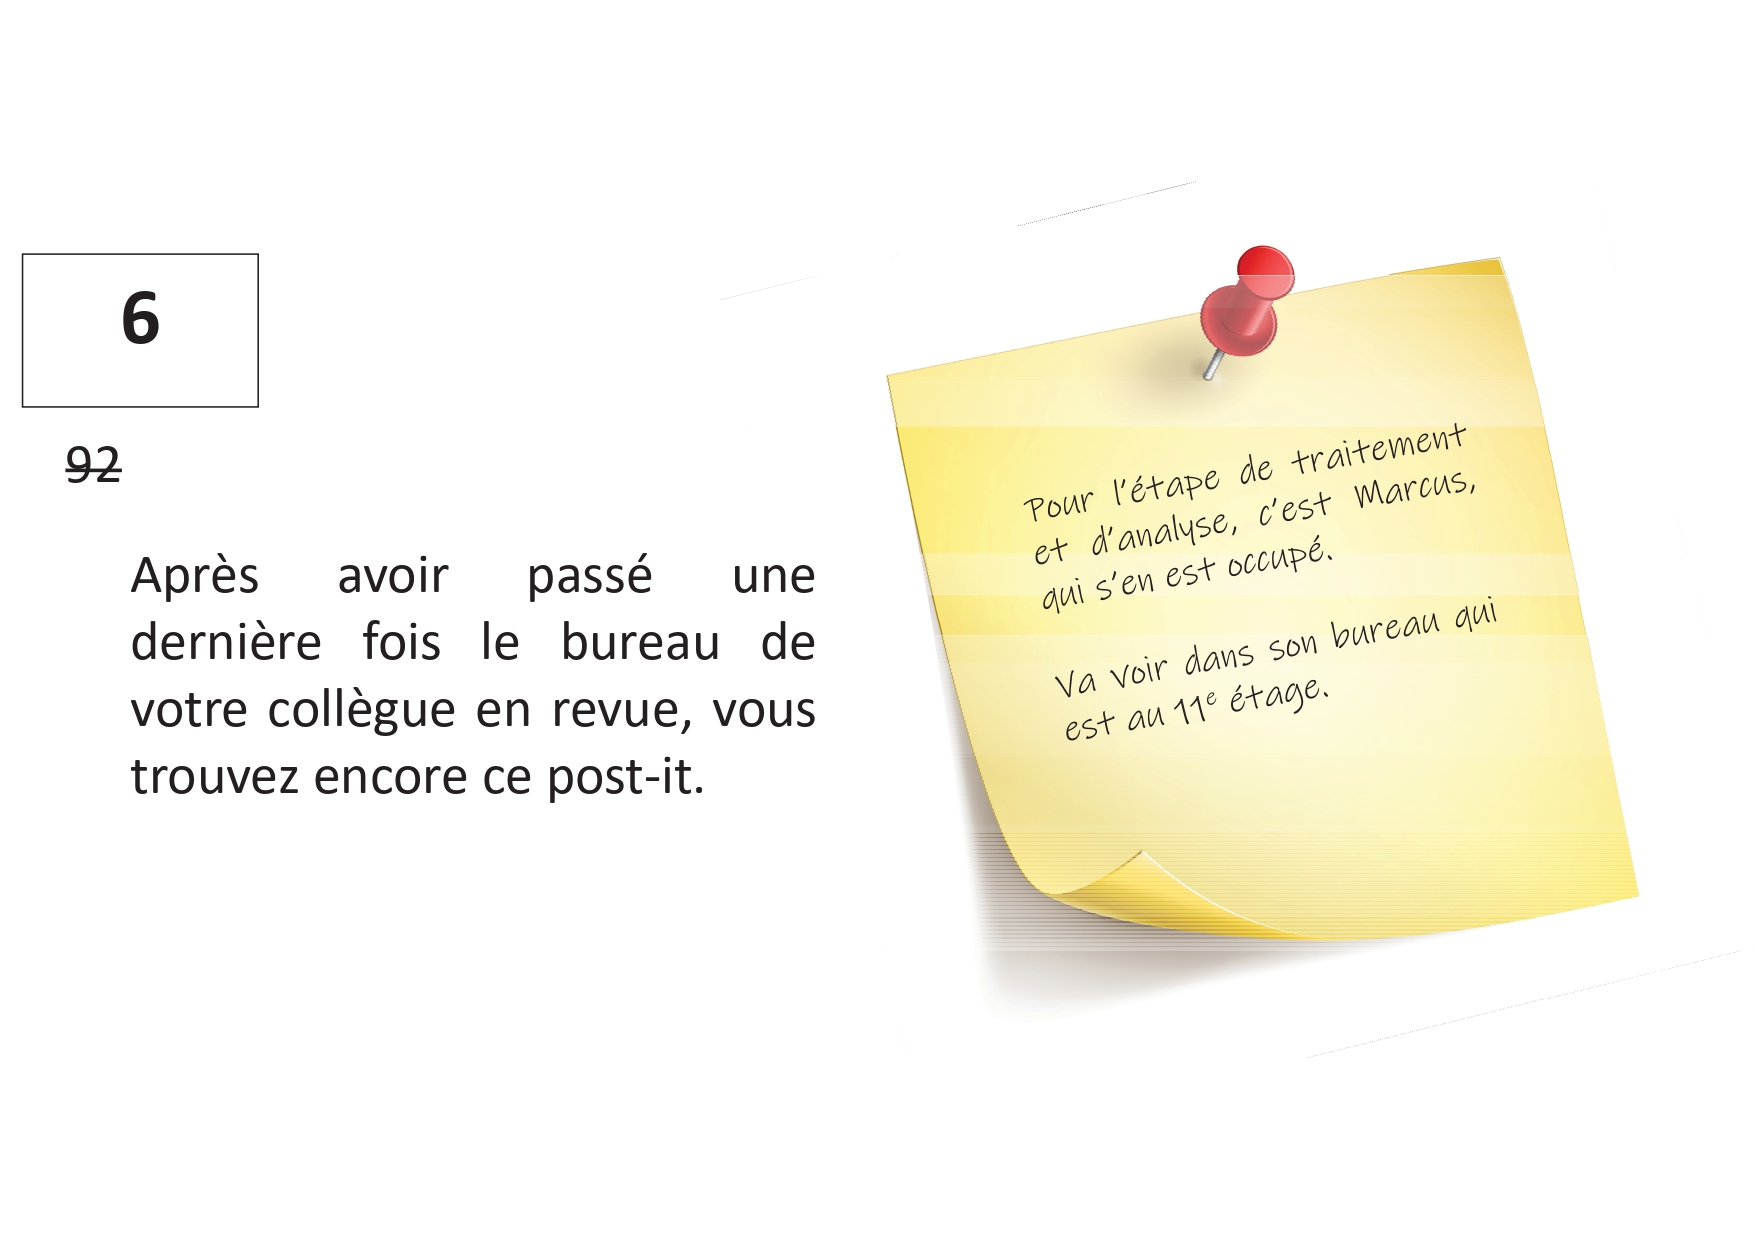 6
92
Après avoir passé une
dernière fois le bureau de
votre collègue en revue, vous
trouvez encore ce post-it.
Pour l'étape de traitement
et d'analyse, c'est Marcus,
qui s'en est occupé.
Va voir dans son bureau qui
est au 11e étage.